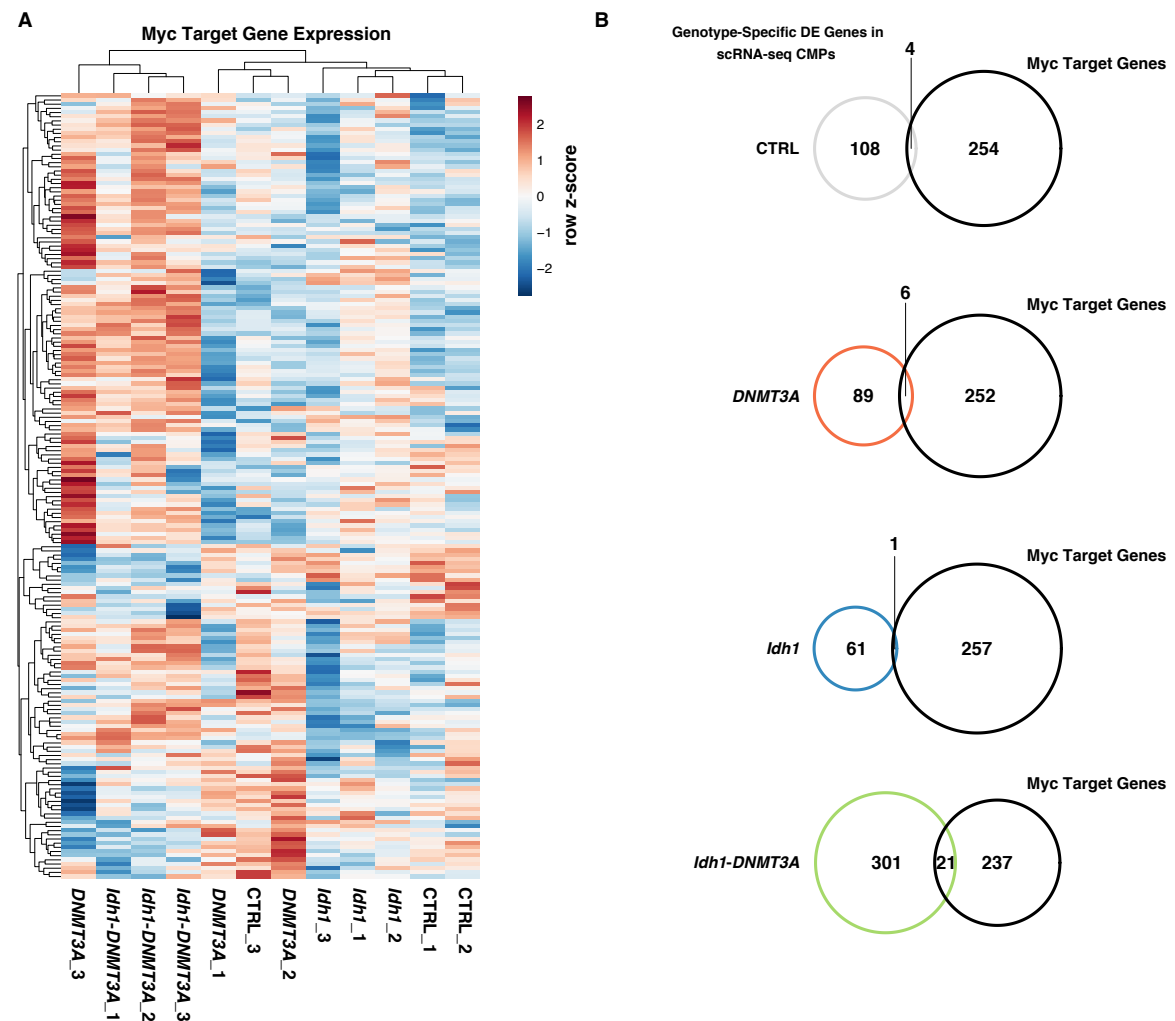 A
Myc Target Gene Expression
2
1
0
−1
−2
row z-score
DNMT3A_3
Idh1-DNMT3A_1
Idh1-DNMT3A_2
Idh1-DNMT3A_3
DNMT3A_1
CTRL_3
DNMT3A_2
Idh1_3
Idh1_1
Idh1_2
CTRL_1
CTRL_2
B
Genotype-Specific DE Genes in
scRNA-seq CMPs
4
Myc Target Genes
CTRL
108
254
6
Myc Target Genes
DNMT3A
89
252
1
Myc Target Genes
Idh1
61
257
Myc Target Genes
Idh1-DNMT3A
301
21
237